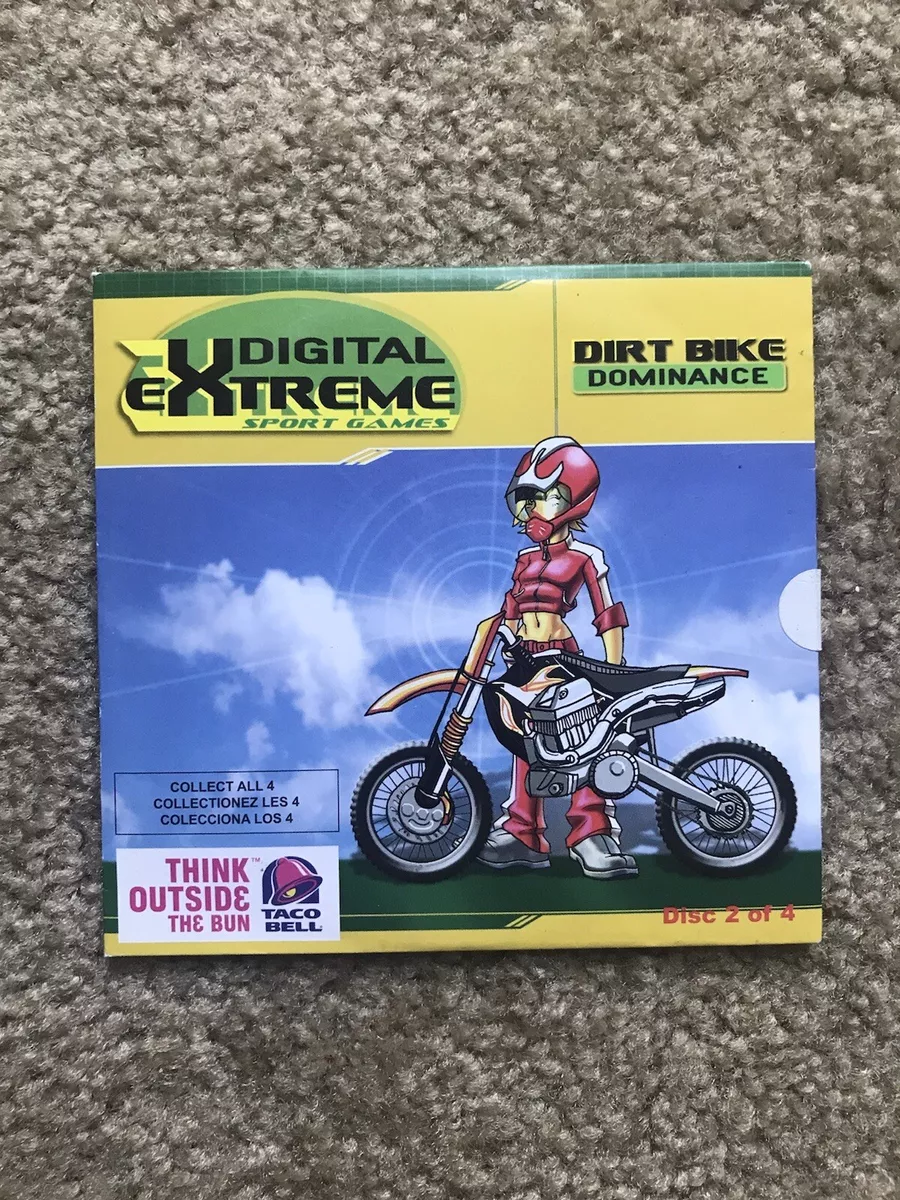 DIGITAL
eXTREME
SPORT GAMES
DIRT BIKE
DOMINANCE
COLLECT ALL 4
COLLECTIONEZ LES 4
COLECCIONA LOS 4
THINK™
OUTSIDE
THE BUN
TACO
BELL®
Disc 2 of 4